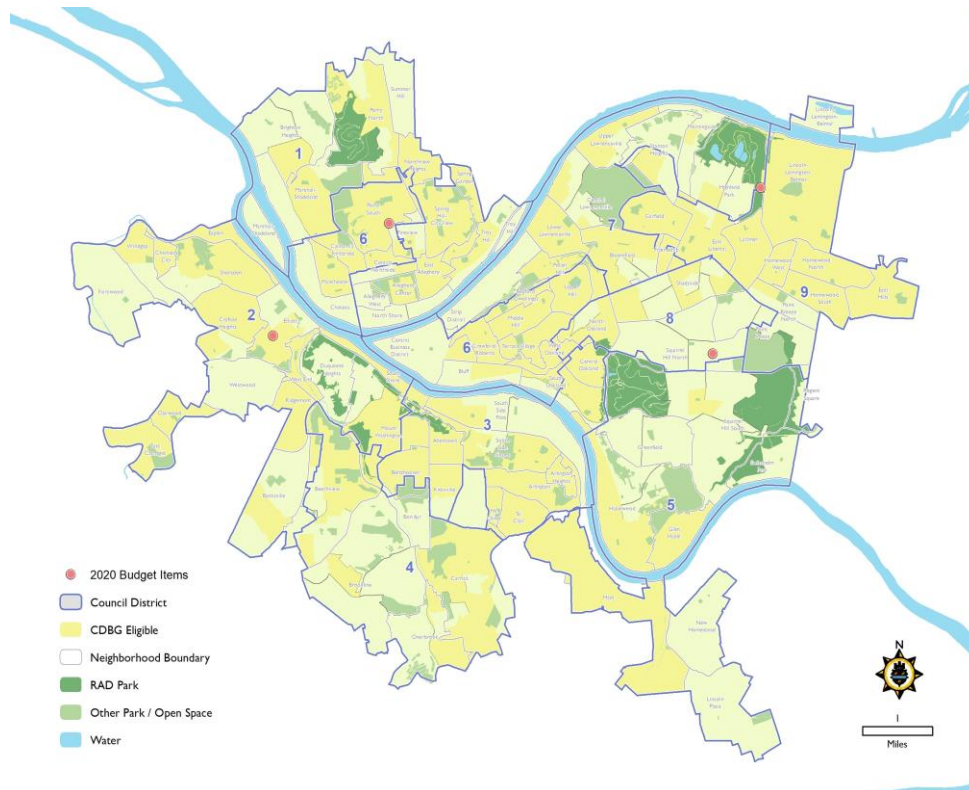 Summer
Hill
Perry
North
Brighton
Heights
1
Marshall
Shadeland
Northview
Heights
Spring
Garden
Perry
South
6
Spring
Hill-City
View
Fineview
Troy
Hill
California
Kirkbride
Manchester
Chateau
Allegheny
West
Allegheny
Center
East
Allegheny
North Shore
Strip
District
Upper
Lawrenceville
Stanton
Heights
Morningside
Highland
Park
Lincoln
Lemington
Belmar
Lincoln
Lemington
Belmar
Central
Lawrenceville
7
Lower
Lawrenceville
Garfield
Bloomfield
East
Liberty
Larimer
Homewood
West
Homewood
North
Homewood
South
9
East
Hills
Point
Breeze
North
Shadyside
8
Squirrel
Hill North
North
Oakland
Central
Oakland
Polish
Hill
Middle
Hill
Crawford
Roberts
6
Bluff
Central
Business
District
Windgap
Chartiers
City
Esplen
Sheraden
Fairywood
2
Crafton
Heights
Elliott
Westwood
Ridgemont
Oakwood
East
Carnegie
Duquesne
Heights
Mount
Washington
South
Side
Flats
3
South
Side
Slopes
Allentown
Beltzhoover
Knoxville
Arlington
Arlington
Heights
St.
Clair
Banksville
Beechview
Bon Air
4
Brookline
Carrick
Overbrook
Greenfield
Squirrel
Hill South
Regent
Square
Hazelwood
5
Glen
Hazel
Hays
New
Homestead
Lincoln
Place
2020 Budget Items
Council District
CDBG Eligible
Neighborhood Boundary
RAD Park
Other Park / Open Space
Water
N
1
Miles